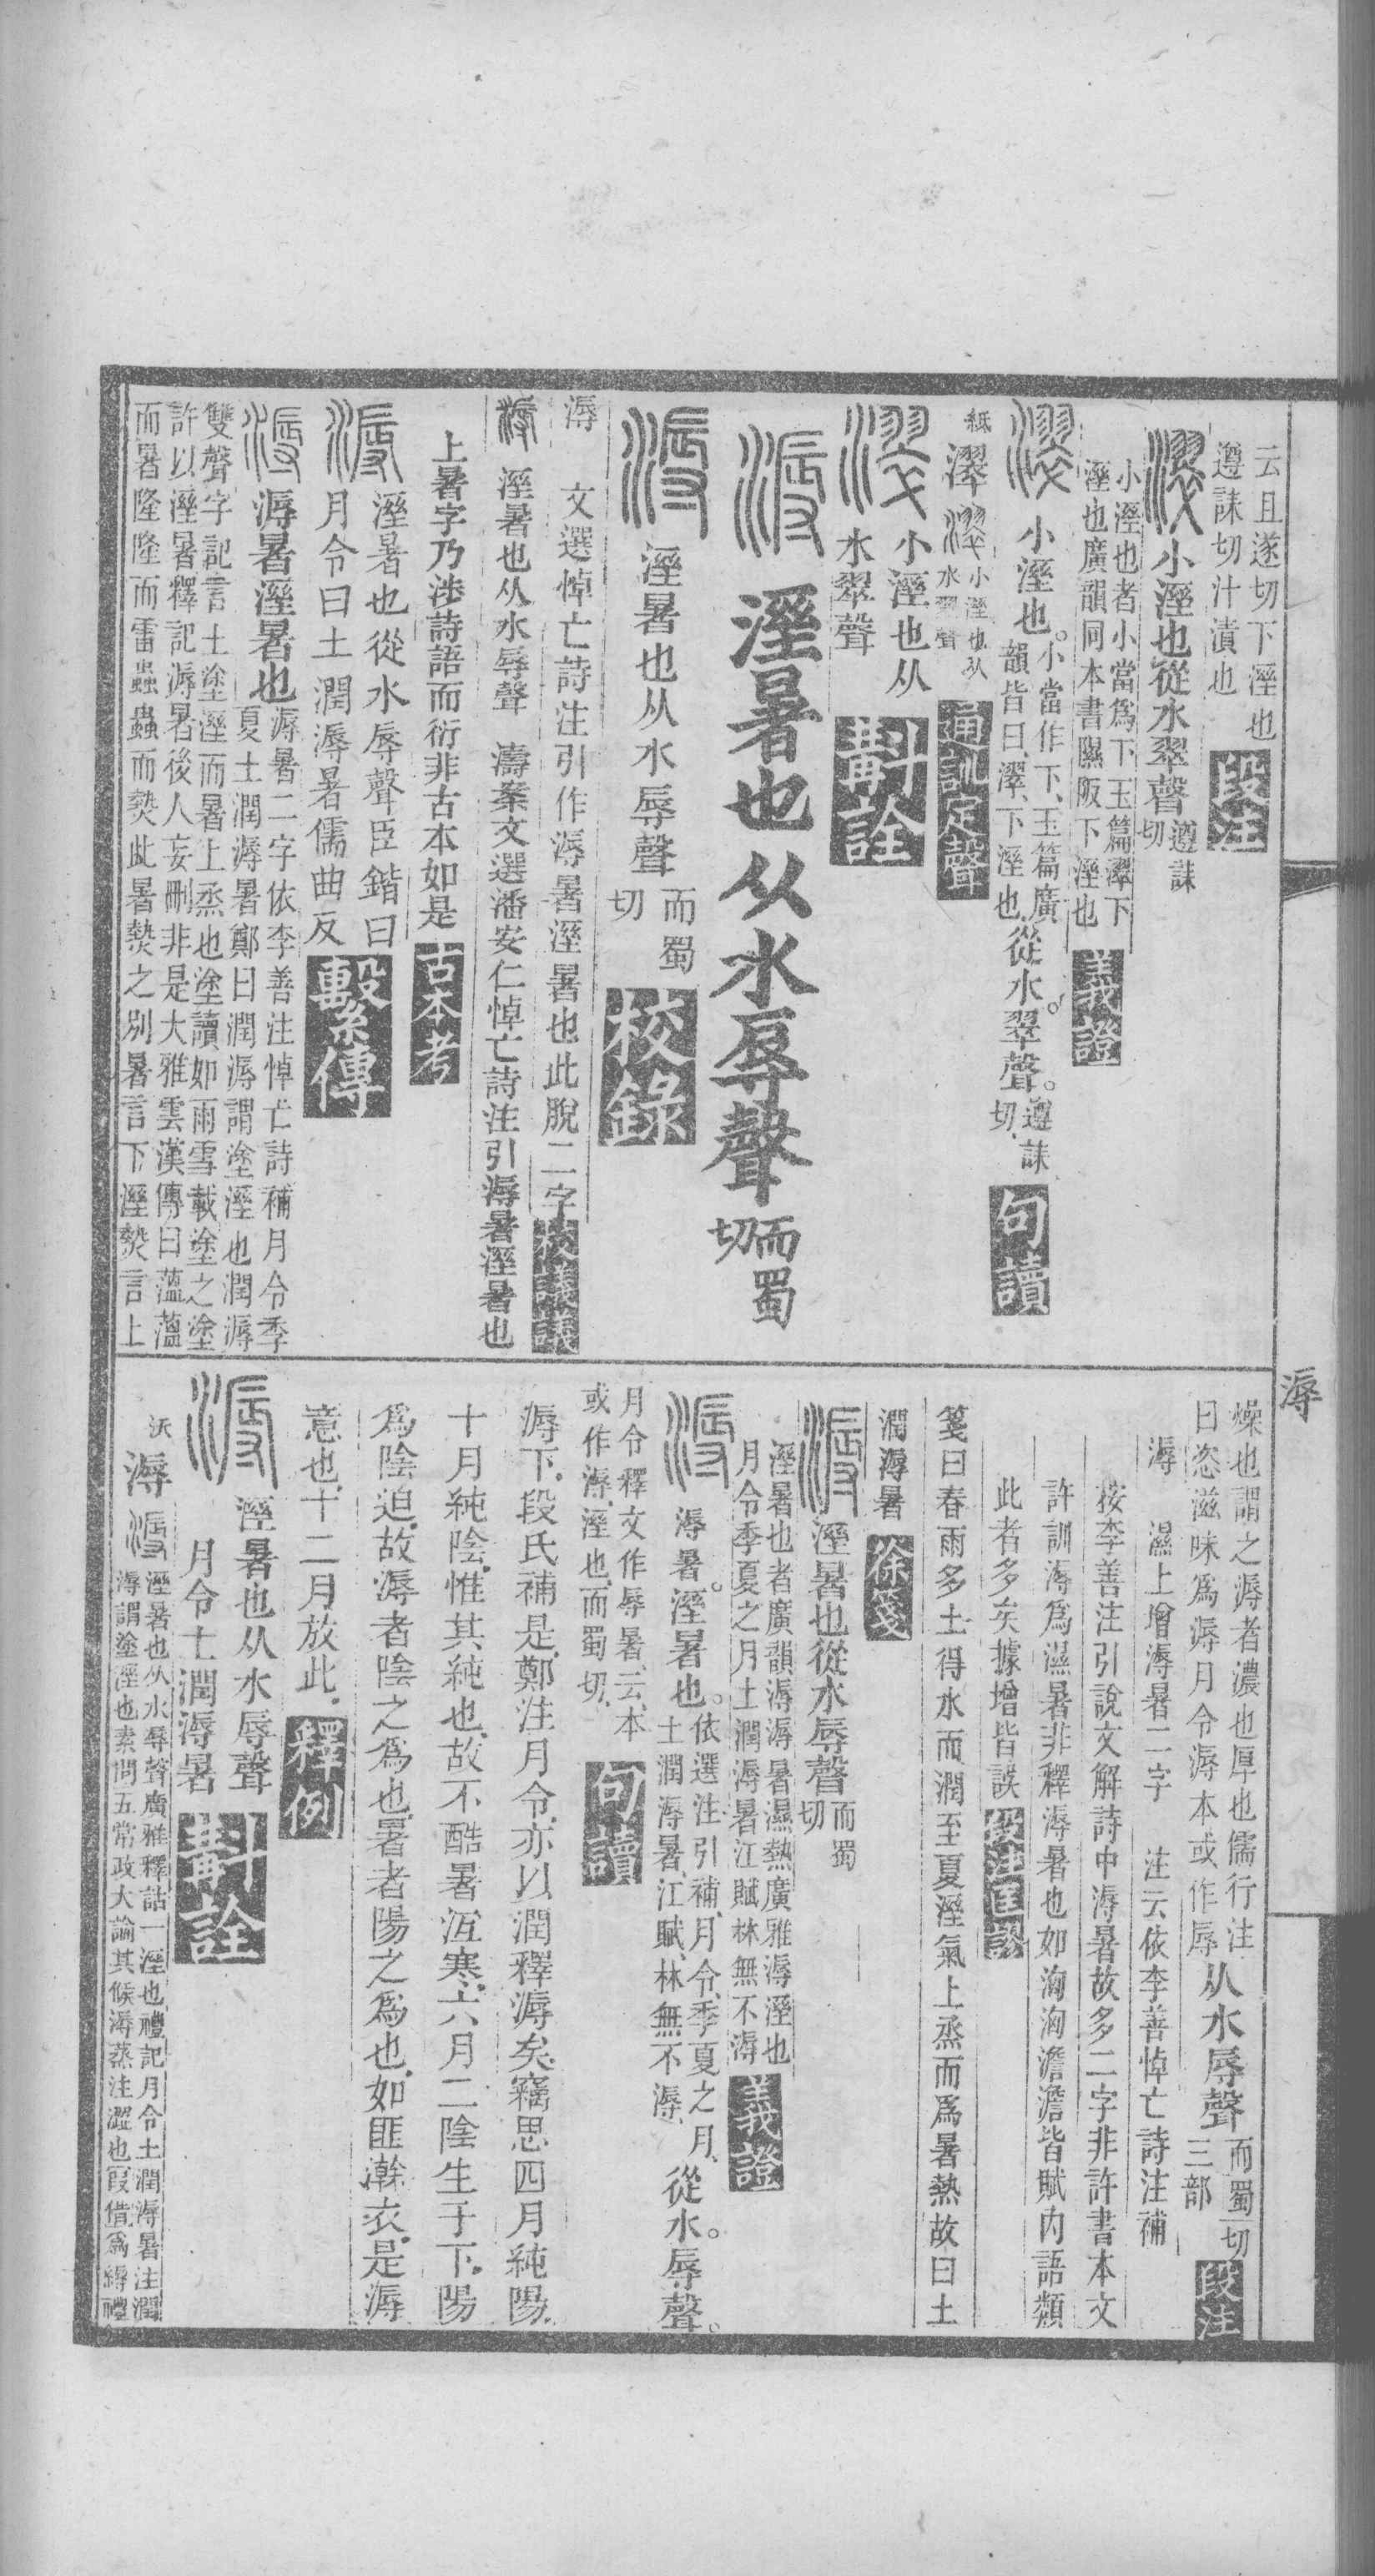 云且遂切下溼也
遵誄切汁漬也
段注
小溼也從水翠聲
遵誄切
小溼也者小當爲下玉篇濢下
溼也廣韻同本書隰阪下溼也
義證
小溼也。
小當作下、玉篇廣
韻皆曰、濢、下溼也、
從水。翠聲。
遵誄切、
句讀
紙
濢
小溼也从
水翠聲
通訓定聲
小溼也从
水翠聲
斠詮
溼暑也从水辱聲
而蜀切
溼暑也从水辱聲
而蜀切
校錄
溽
文選悼亡詩注引作溽暑溼暑也此脫二字
校議議
溼暑也从水辱聲 濤案文選潘安仁悼亡詩注引溽暑溼暑也
上暑字乃涉詩語而衍非古本如是
古本考
溼暑也從水辱聲臣鍇曰
月令曰土潤溽暑儒曲反
繫傳
溽暑溼暑也
溽暑二字依李善注悼亡詩補月令季
夏土潤溽暑鄭曰潤溽謂塗溼也潤溽
雙聲字記言土塗溼而暑上烝也塗讀如雨雪載塗之塗
許以溼暑釋記溽暑後人妄刪非是大雅雲漢傳曰薀薀
而暑隆隆而雷蟲蟲而熱此暑熱之別暑言下溼熱言上
溽
燥也謂之溽者濃也厚也儒行注
曰恣滋味爲溽月令溽本或作辱
从水辱聲
而蜀切
三部
段注
溽 濕上增溽暑二字 注云依李善悼亡詩注補
按李善注引說文解詩中溽暑故多二字非許書本文
許訓溽爲濕暑非釋溽暑也如洶洶澹澹皆賦內語類
此者多矣據增皆誤
段注匡謬
箋曰春雨多土得水而潤至夏溼氣上烝而爲暑熱故曰土
潤溽暑
徐箋
溼暑也從水辱聲
而蜀切
溼暑也者廣韻溽溽暑濕熱廣雅溽溼也
月令季夏之月土潤溽暑江賦林無不溽
義證
溽暑。溼暑也。
依選注引補、月令、季夏之月、
土潤溽暑、江賦、林無不溽、
從水。辱聲。
月令釋文作辱暑、云、本
或作溽、溼也、而蜀切、
句讀
溽下、段氏補是、鄭注月令、亦以潤釋溽矣、竊思四月純陽、
十月純陰、惟其純也、故不酷暑沍寒、六月二陰生于下、陽
爲陰迫、故溽者陰之爲也、暑者陽之爲也、如匪澣衣、是溽
意也、十二月放此、
釋例
溼暑也从水辱聲
月令土潤溽暑
斠詮
沃
溽
溼暑也从水辱聲廣雅釋詁一溼也禮記月令土潤溽暑注潤
溽謂塗溼也素問五常政大論其候溽蒸注溼也叚借爲縟禮